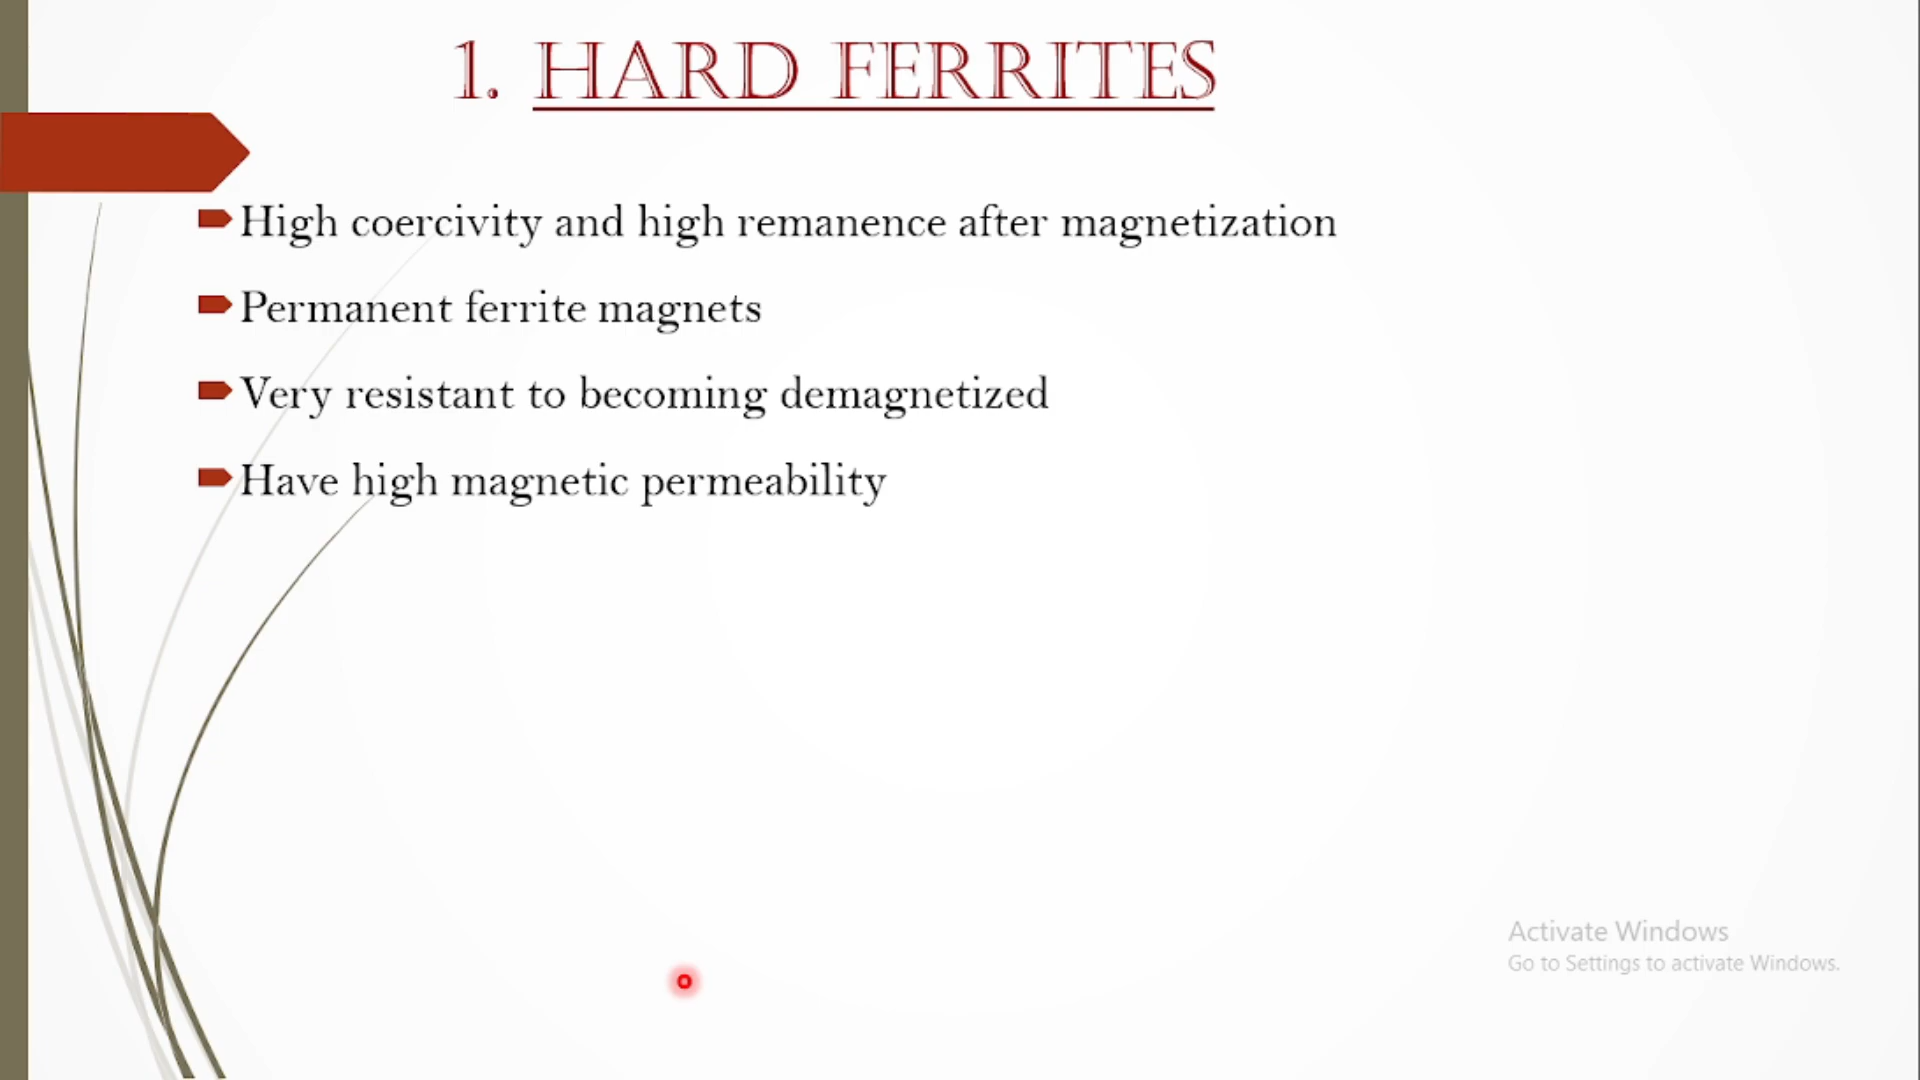 1. HARD FERRITES
High coercivity and high remanence after magnetization
Permanent ferrite magnets
Very resistant to becoming demagnetized
Have high magnetic permeability
Activate Windows
Go to Settings to activate Windows.